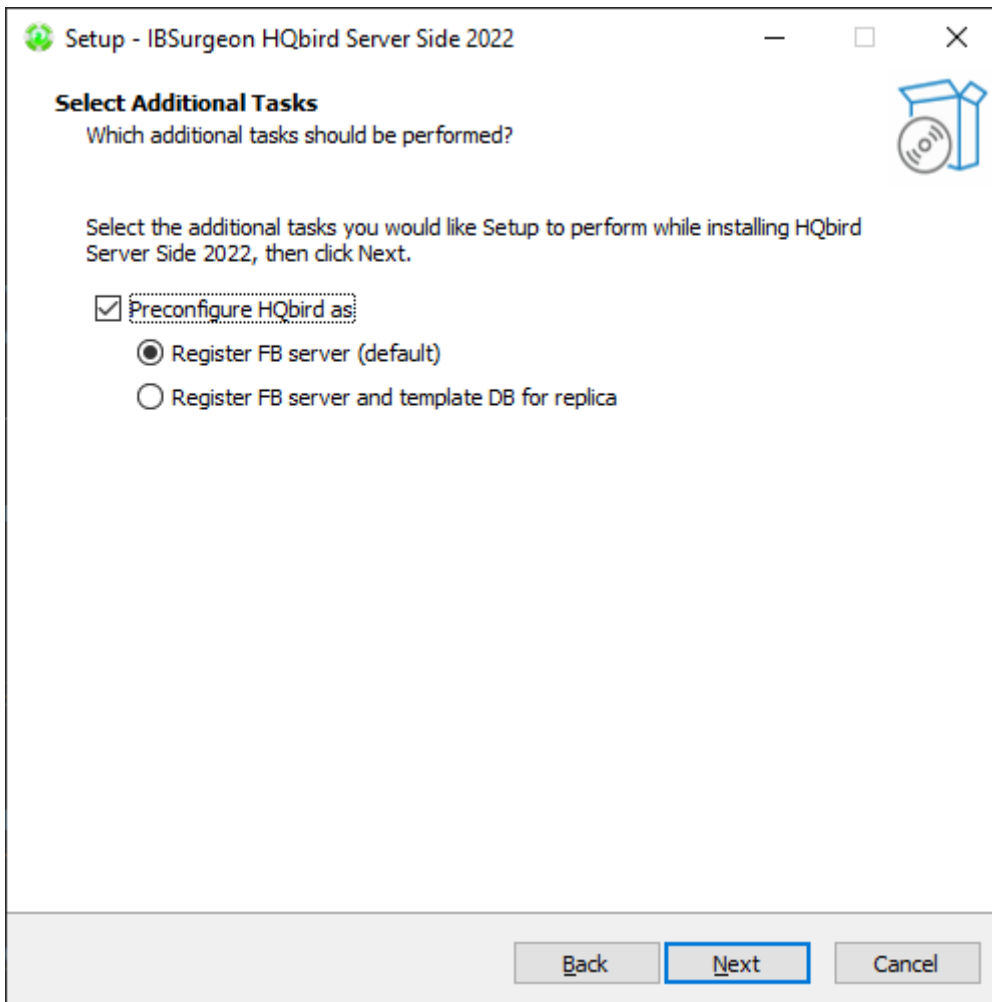 Setup - IBSurgeon HQbird Server Side 2022
Select Additional Tasks
Which additional tasks should be performed?
Select the additional tasks you would like Setup to perform while installing HQbird
Server Side 2022, then click Next.
Preconfigure HQbird as
Register FB server (default)
Register FB server and template DB for replica
Back
Next
Cancel